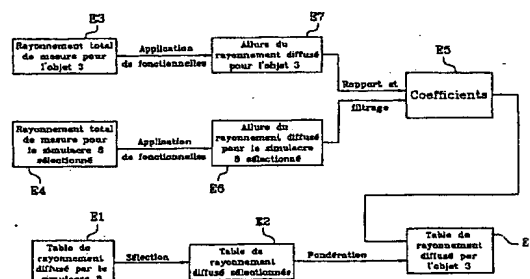 E3
Rayonnement total
de mesure pour
l'objet 3
Application
de fonctionnelles
E7
Allure du
rayonnement diffusé
pour l'objet 3
Rapport et
filtrage
E5
Coefficients
Rayonnement total
de mesure pour
le simulacre 8
sélectionné
E4
Application
de fonctionnelles
Allure du
rayonnement diffusé
pour le simulacre
8 sélectionné
E6
E1
Table de
rayonnement
diffusé par le
Sélection
E2
Table de
rayonnement
diffusé sélectionnée
Pondération
Table de
rayonnement
diffusé par
l'objet 3
E